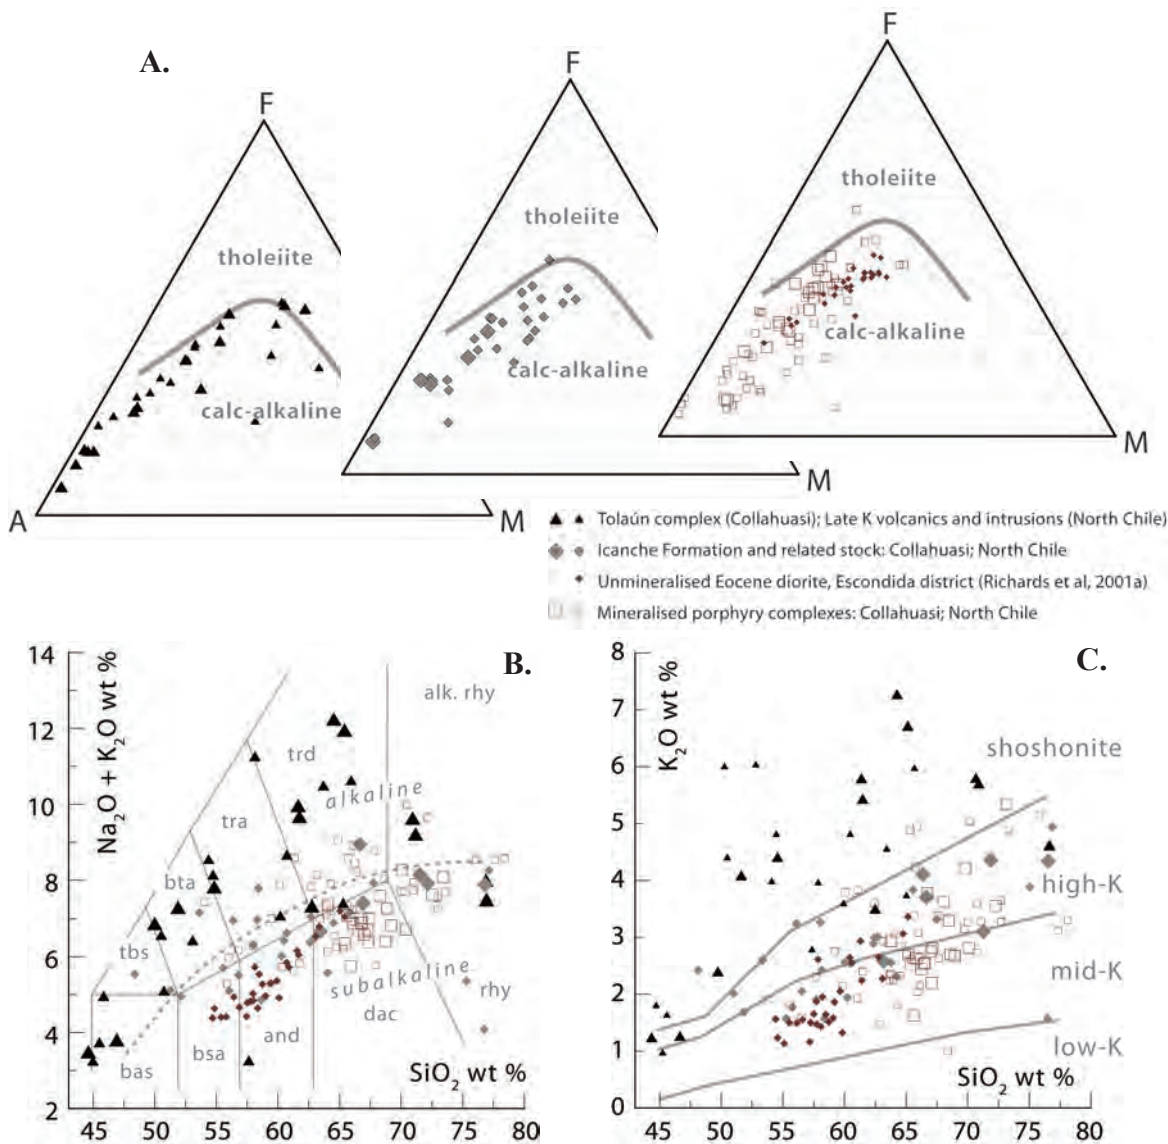 A.
F
tholeiite
calc-alkaline
A
M
F
tholeiite
calc-alkaline
M
F
tholeiite
calc-alkaline
M
Tolaún complex (Collahuasi); Late K volcanics and intrusions (North Chile)
Icanche Formation and related stock: Collahuasi; North Chile
Unmineralised Eocene diorite, Escondida district (Richards et al, 2001a)
Mineralised porphyry complexes: Collahuasi; North Chile
B.
Na₂O + K₂O wt %
14
12
10
8
6
4
2
alk. rhy
trd
alkaline
tra
bta
tbs
subalkaline
rhy
dac
and
bsa
bas
SiO₂ wt %
45 50 55 60 65 70 75 80
C.
K₂O wt %
8
7
6
5
4
3
2
1
0
shoshonite
high-K
mid-K
low-K
SiO₂ wt %
45 50 55 60 65 70 75 80